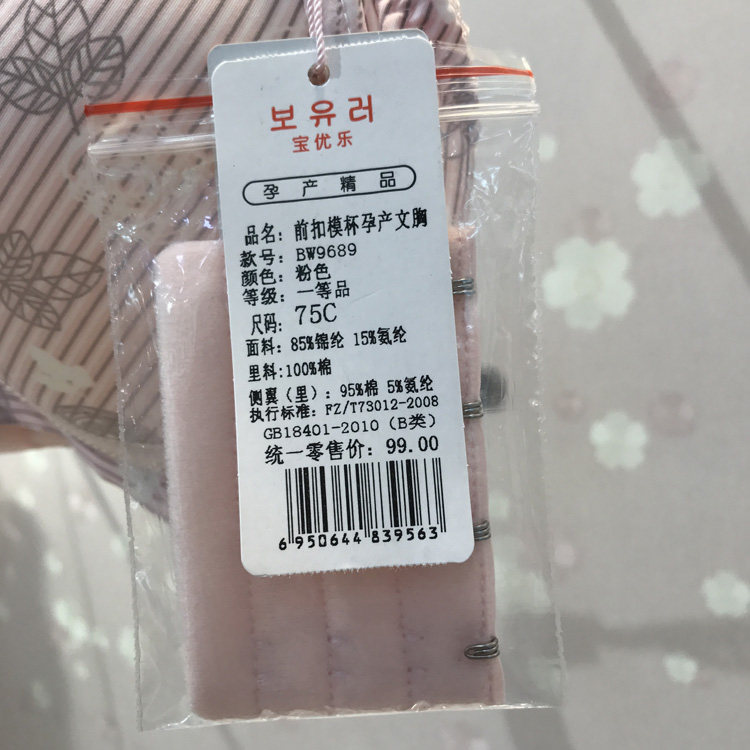 보유러
宝优乐
孕产精品
品名：前扣模杯孕产文胸
款号：BW9689
颜色：粉色
等级：一等品
尺码：75C
面料：85%锦纶 15%氨纶
里料:100%棉
侧翼（里）：95%棉 5%氨纶
执行标准：FZ/T73012-2008
GB18401-2010（B类）
统一零售价：99.00
6 950644 839563